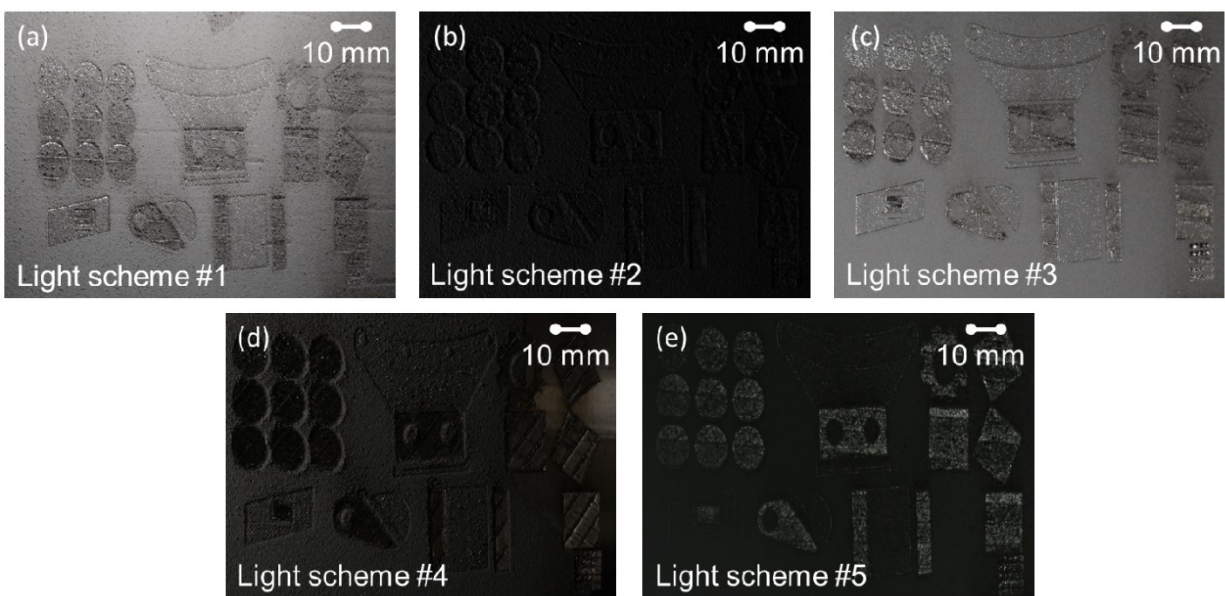 (a)
10 mm
Light scheme #1
(b)
10 mm
Light scheme #2
(c)
10 mm
Light scheme #3
(d)
10 mm
Light scheme #4
(e)
10 mm
Light scheme #5